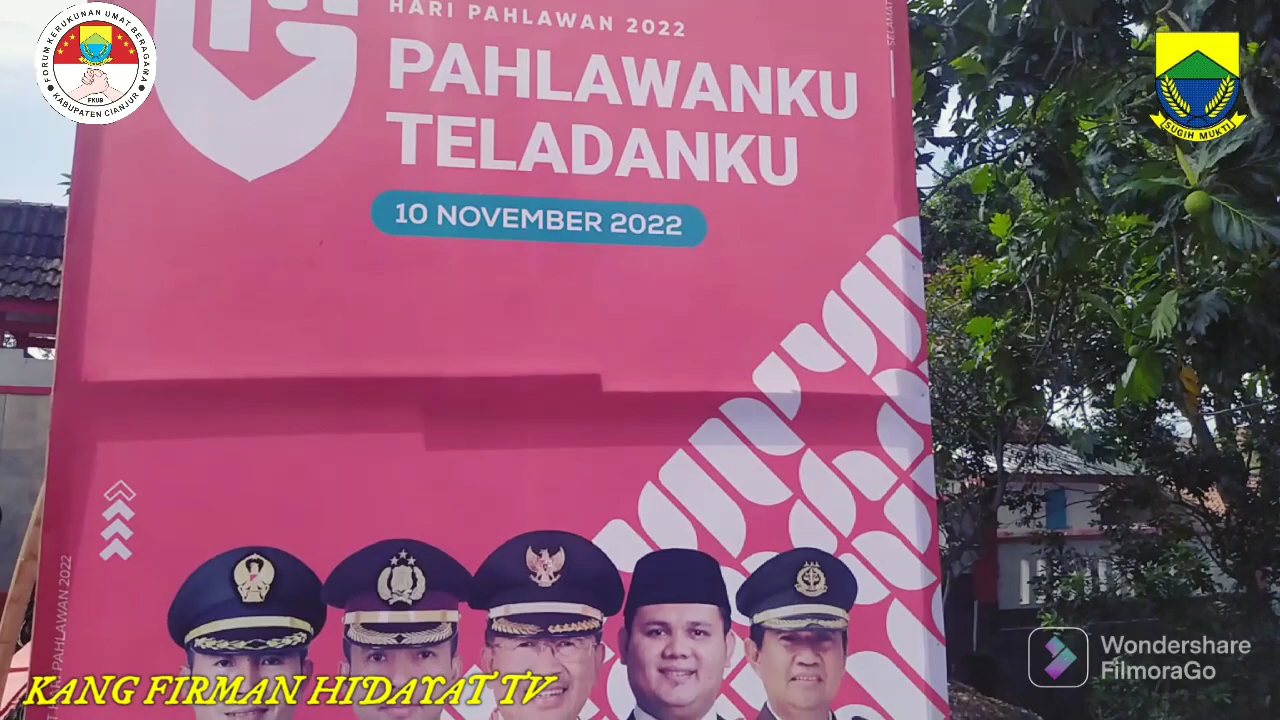 FORUM KERUKUNAN UMAT BERAGAMA
FKUB
KABUPATEN CIANJUR
HARI PAHLAWAN 2022
PAHLAWANKU
TELADANKU
10 NOVEMBER 2022
SELAMAT
SUGIH MUKTI
PAHLAWAN 2022
KANG FIRMAN HIDAYAT TV
Wondershare
FilmoraGo